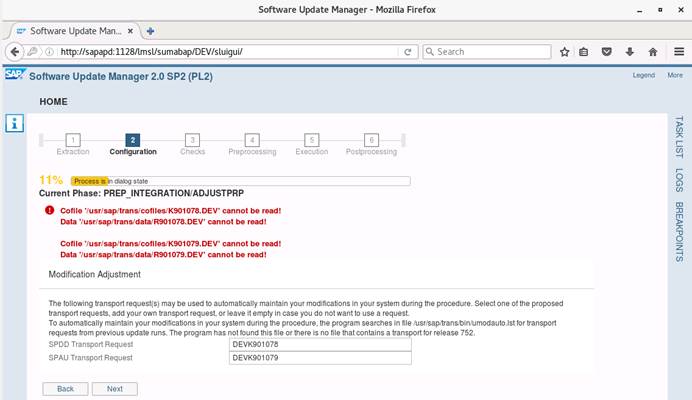 Software Update Manager - Mozilla Firefox
Software Update Man...
http://sapapd:1128/lmsl/sumabap/DEV/sluigui/
Search
SAP Software Update Manager 2.0 SP2 (PL2)
Legend More
HOME
1 2 3 4 5 6
Extraction Configuration Checks Preprocessing Execution Postprocessing
TASK LIST
LOGS
BREAKPOINTS
11% Process is in dialog state
Current Phase: PREP_INTEGRATION/ADJUSTPRP
Cofile '/usr/sap/trans/cofiles/K901078.DEV' cannot be read!
Data '/usr/sap/trans/data/R901078.DEV' cannot be read!
Cofile '/usr/sap/trans/cofiles/K901079.DEV' cannot be read!
Data '/usr/sap/trans/data/R901079.DEV' cannot be read!
Modification Adjustment
The following transport request(s) may be used to automatically maintain your modifications in your system during the procedure. Select one of the proposed
transport requests, add your own transport request, or leave it empty in case you do not want to use a request.
To automatically maintain your modifications in your system during the procedure, the program searches in file /usr/sap/trans/bin/umodauto.lst for transport
requests from previous update runs. The program has not found this file or there is no file that contains a transport for release 752.
SPDD Transport Request DEVK901078
SPAU Transport Request DEVK901079
Back Next